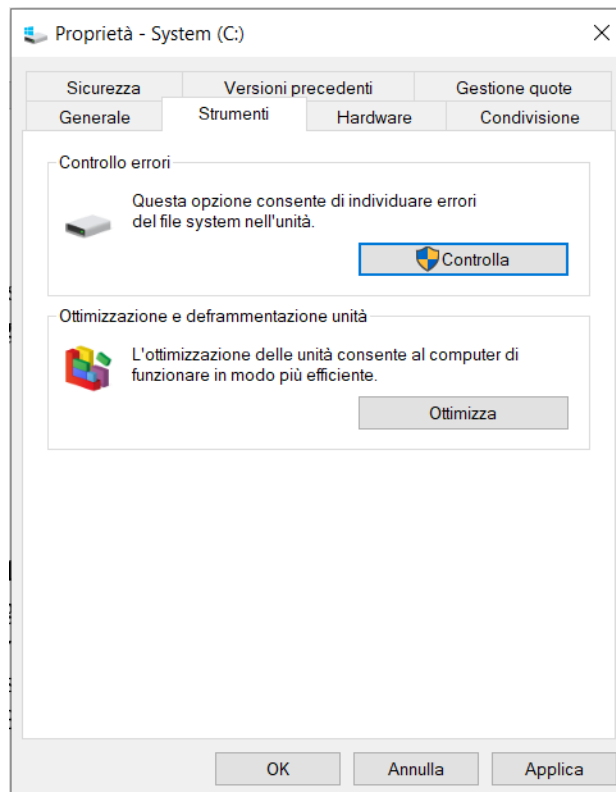 Proprietà - System (C:)
Sicurezza
Versioni precedenti
Gestione quote
Generale
Strumenti
Hardware
Condivisione
Controllo errori
Questa opzione consente di individuare errori
del file system nell'unità.
Controlla
Ottimizzazione e deframmentazione unità
L'ottimizzazione delle unità consente al computer di
funzionare in modo più efficiente.
Ottimizza
OK
Annulla
Applica